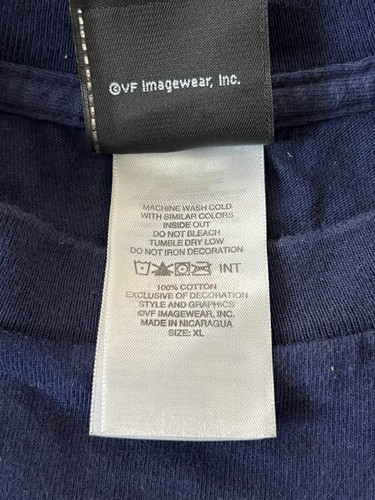 ©VF Imagewear, Inc.
MACHINE WASH COLD
WITH SIMILAR COLORS
INSIDE OUT
DO NOT BLEACH
TUMBLE DRY LOW
DO NOT IRON DECORATION
INT
100% COTTON
EXCLUSIVE OF DECORATION
STYLE AND GRAPHICS
©VF IMAGEWEAR, INC.
MADE IN NICARAGUA
SIZE: XL